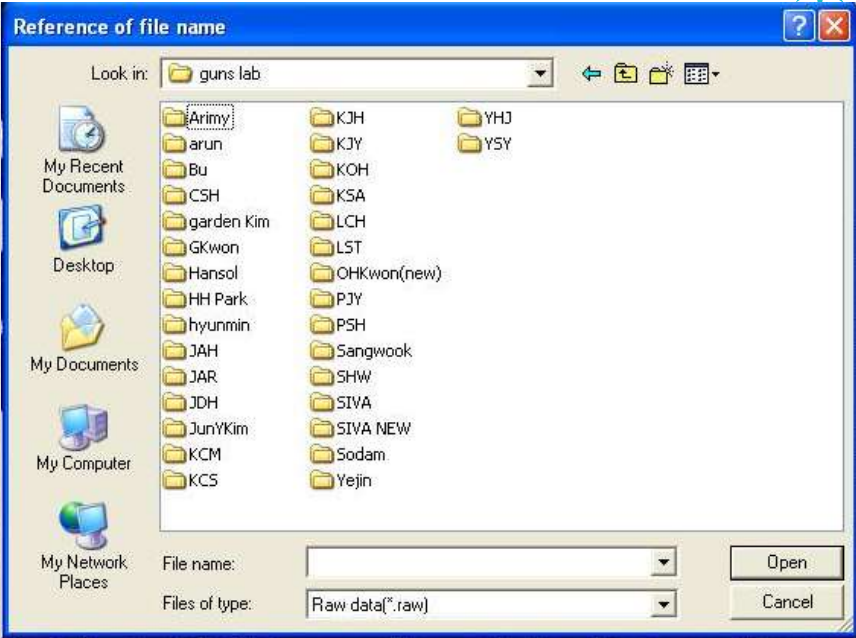 Reference of file name
Look in:
guns lab
My Recent
Documents
Desktop
My Documents
My Computer
My Network
Places
Arimy
arun
Bu
CSH
garden Kim
GKwon
Hansol
HH Park
hyunmin
JAH
JAR
JDH
JunYKim
KCM
KCS
KJH
KJY
KOH
KSA
LCH
LST
OHKwon(new)
PJY
PSH
Sangwook
SHW
SIVA
SIVA NEW
Sodam
Yejin
YHJ
YSY
File name:
Open
Files of type:
Raw data(*.raw)
Cancel